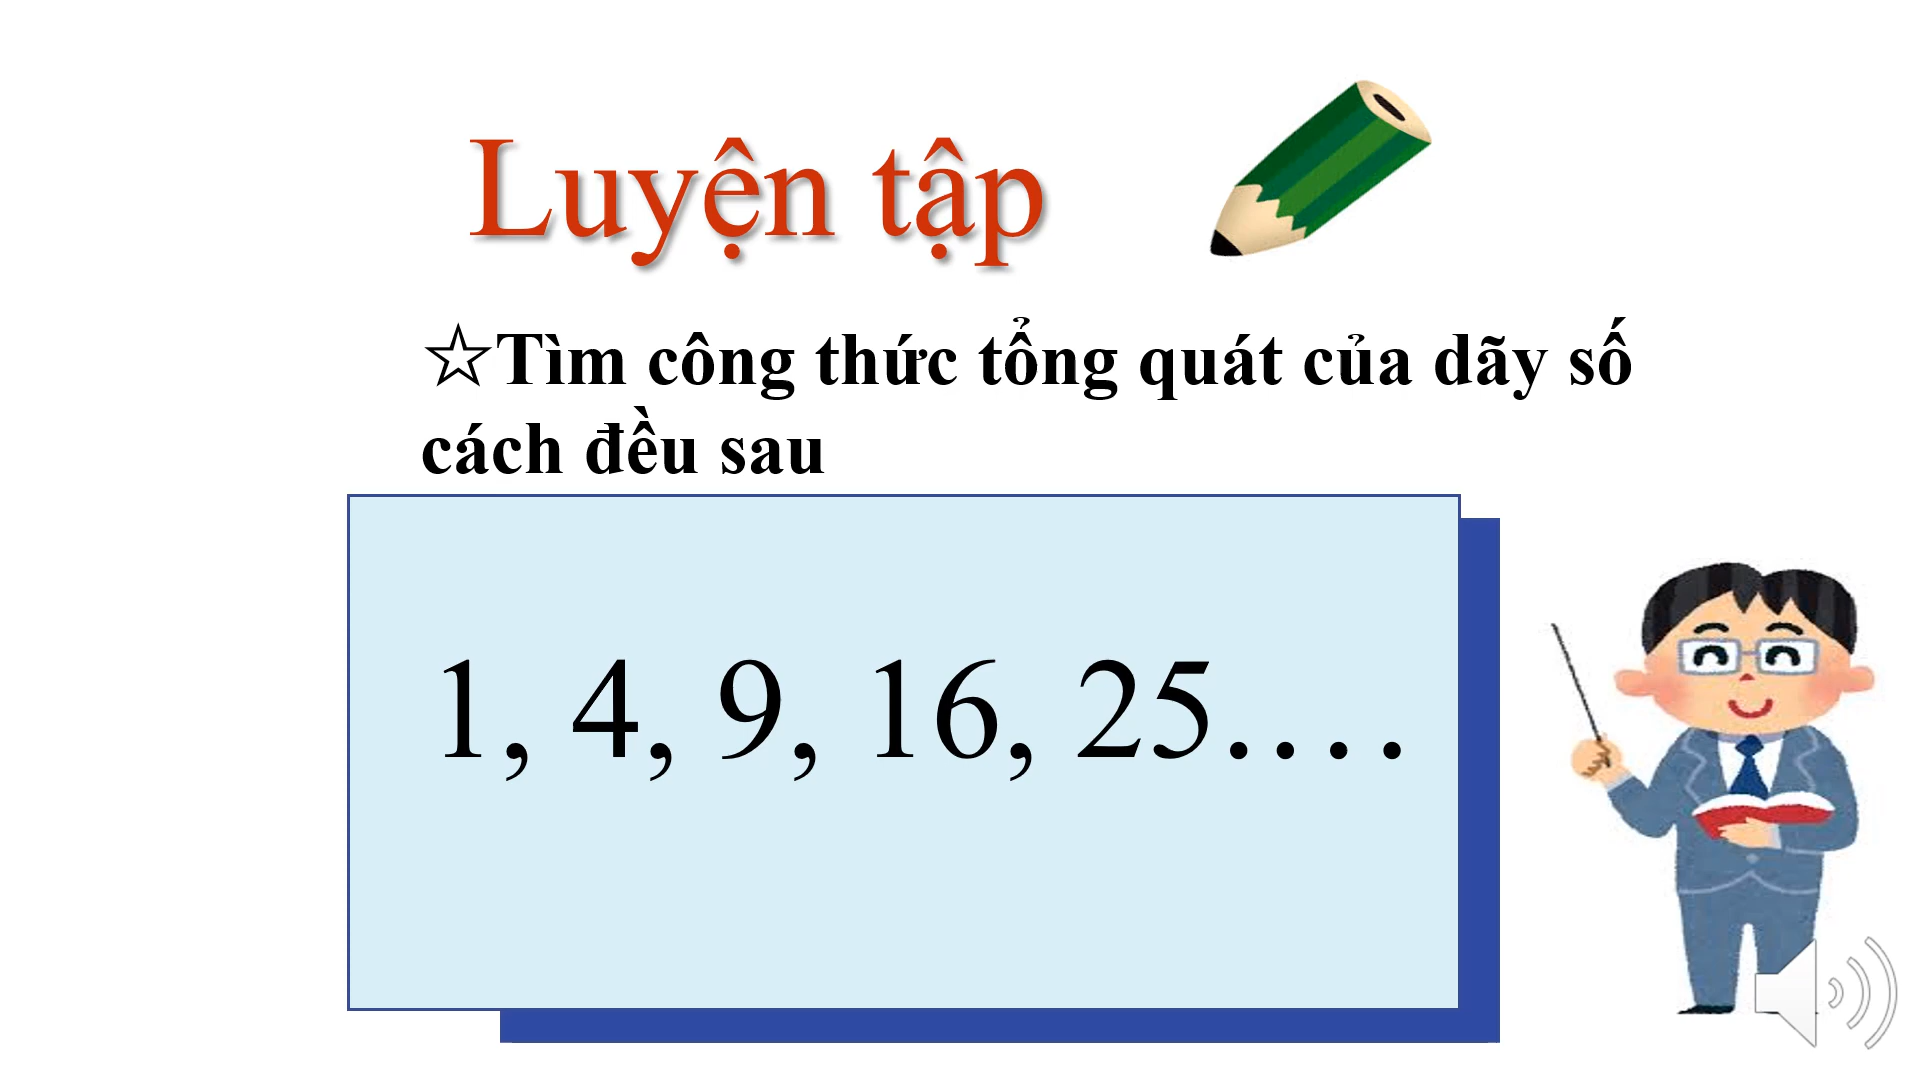 Luyện tập
☆Tìm công thức tổng quát của dãy số
cách đều sau
1, 4, 9, 16, 25….